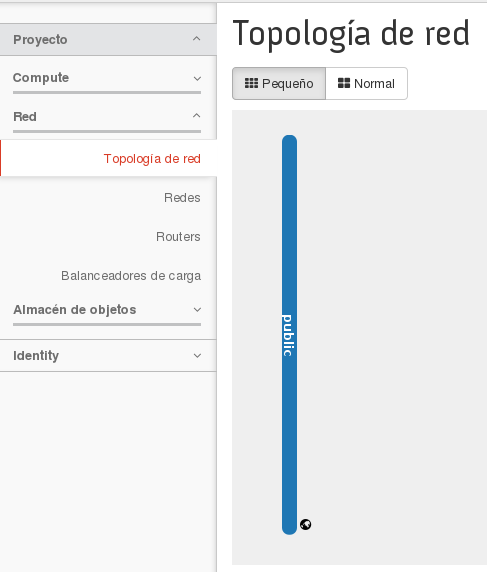 Proyecto
Compute
Red
Topología de red
Redes
Routers
Balanceadores de carga
Almacén de objetos
Identity
Topología de red
Pequeño
Normal
public